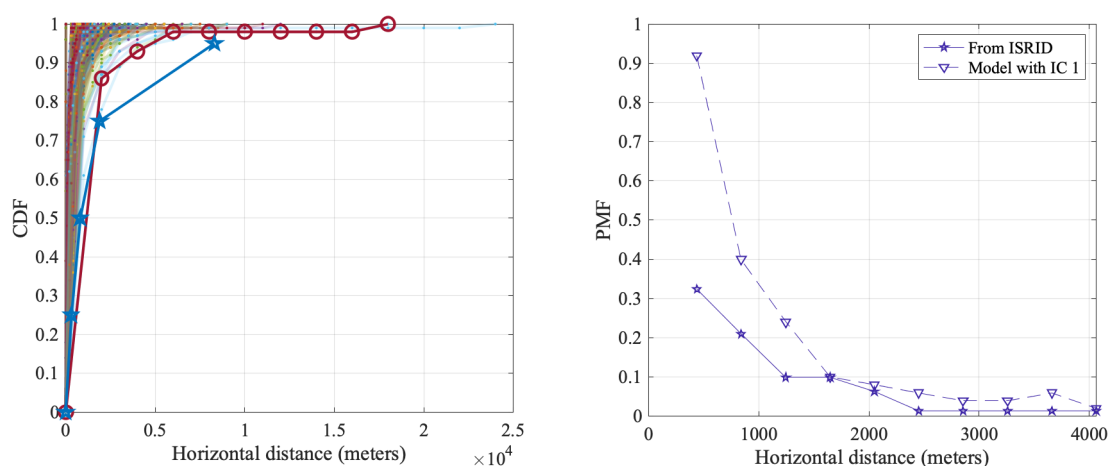 1
0.9
0.8
0.7
0.6
0.5
0.4
0.3
0.2
0.1
0
CDF
0 0.5 1 1.5 2 2.5
Horizontal distance (meters) ×10⁴
1
0.9
0.8
0.7
0.6
0.5
0.4
0.3
0.2
0.1
0
PMF
From ISRID
Model with IC 1
0 1000 2000 3000 4000
Horizontal distance (meters)